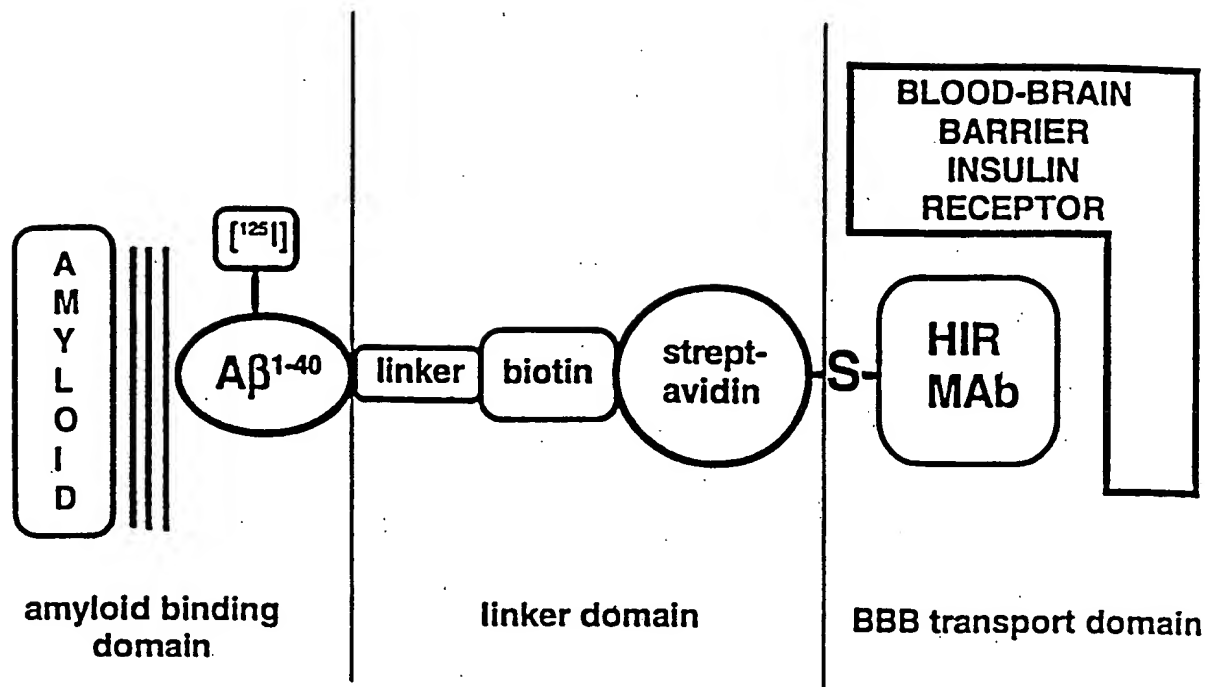 BLOOD-BRAIN
BARRIER
INSULIN
RECEPTOR
[¹²⁵I]
A
M
Y
L
O
I
D
Aβ¹⁻⁴⁰
linker
biotin
strept-
avidin
-S-
HIR
MAb
amyloid binding
domain
linker domain
BBB transport domain